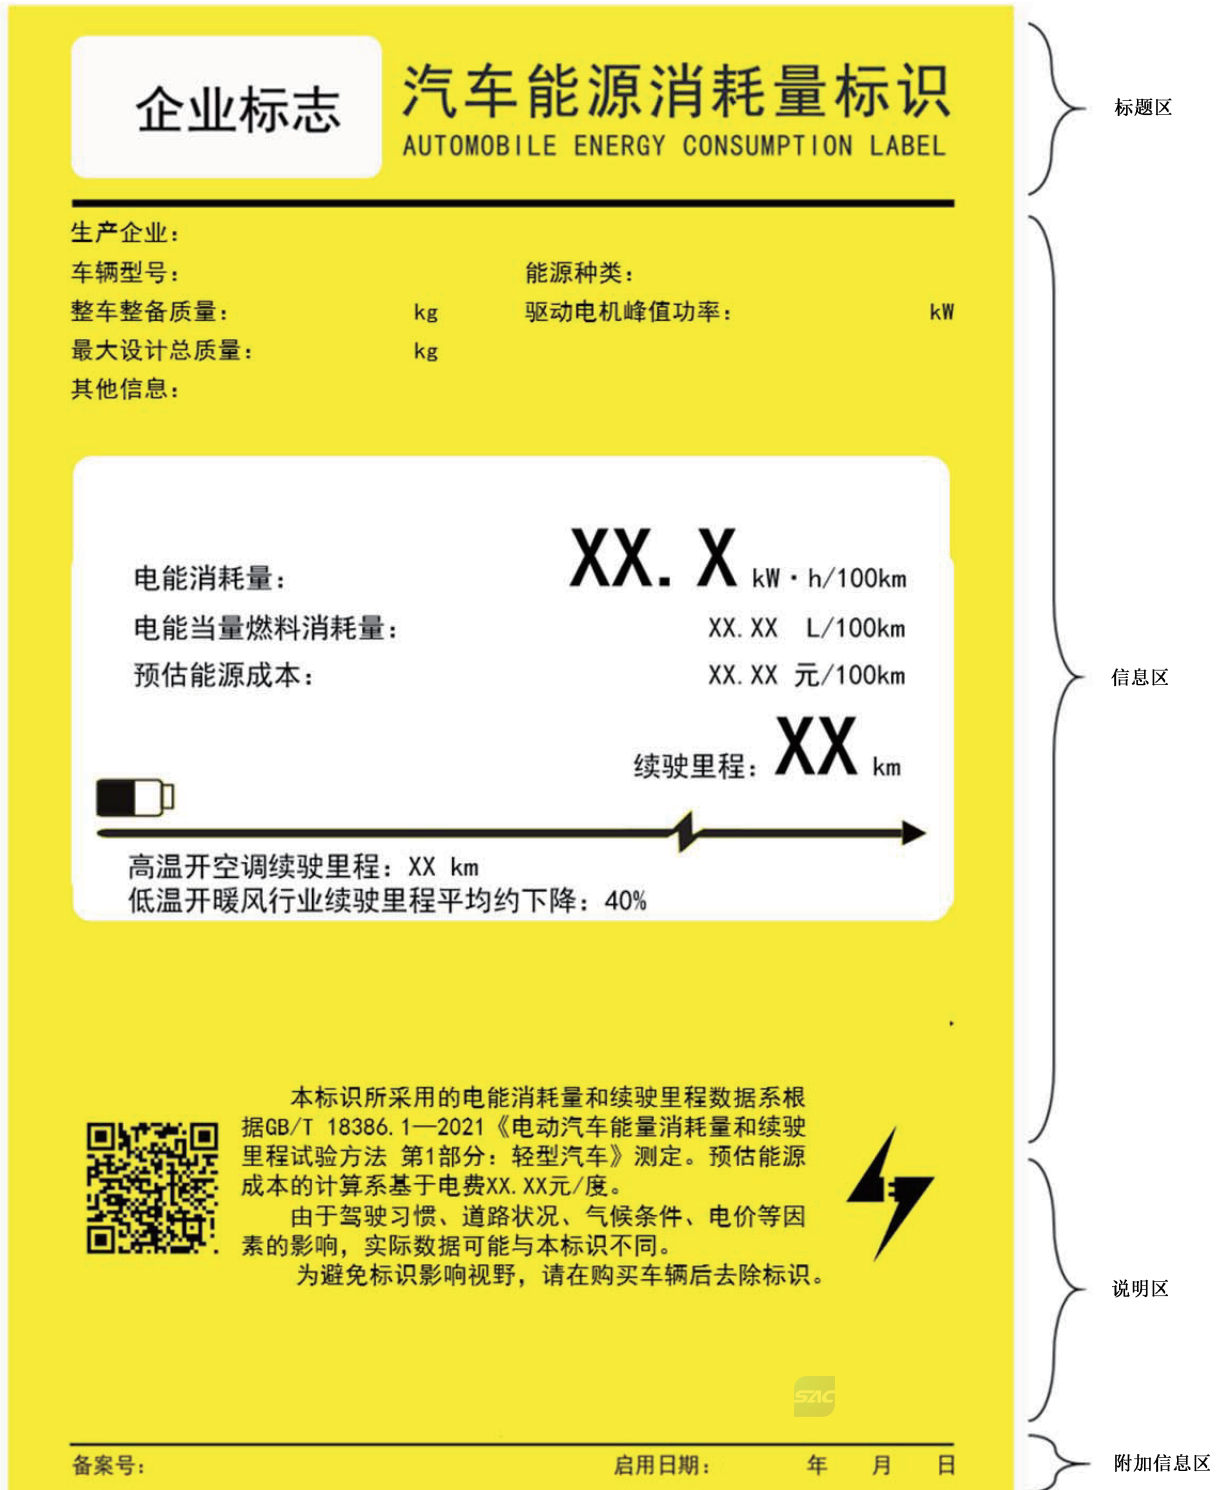 企业标志
汽车能源消耗量标识
AUTOMOBILE ENERGY CONSUMPTION LABEL
标题区
生产企业：
车辆型号：
能源种类：
整车整备质量： kg
驱动电机峰值功率： kW
最大设计总质量： kg
其他信息：
电能消耗量： XX.X kW·h/100km
电能当量燃料消耗量： XX.XX L/100km
预估能源成本： XX.XX 元/100km
信息区
续驶里程：XX km
高温开空调续驶里程：XX km
低温开暖风行业续驶里程平均约下降：40%
本标识所采用的电能消耗量和续驶里程数据系根
据GB/T 18386.1—2021《电动汽车能量消耗量和续驶
里程试验方法 第1部分：轻型汽车》测定。预估能源
成本的计算系基于电费XX.XX元/度。
由于驾驶习惯、道路状况、气候条件、电价等因
素的影响，实际数据可能与本标识不同。
为避免标识影响视野，请在购买车辆后去除标识。
说明区
SAC
备案号：
启用日期： 年 月 日
附加信息区